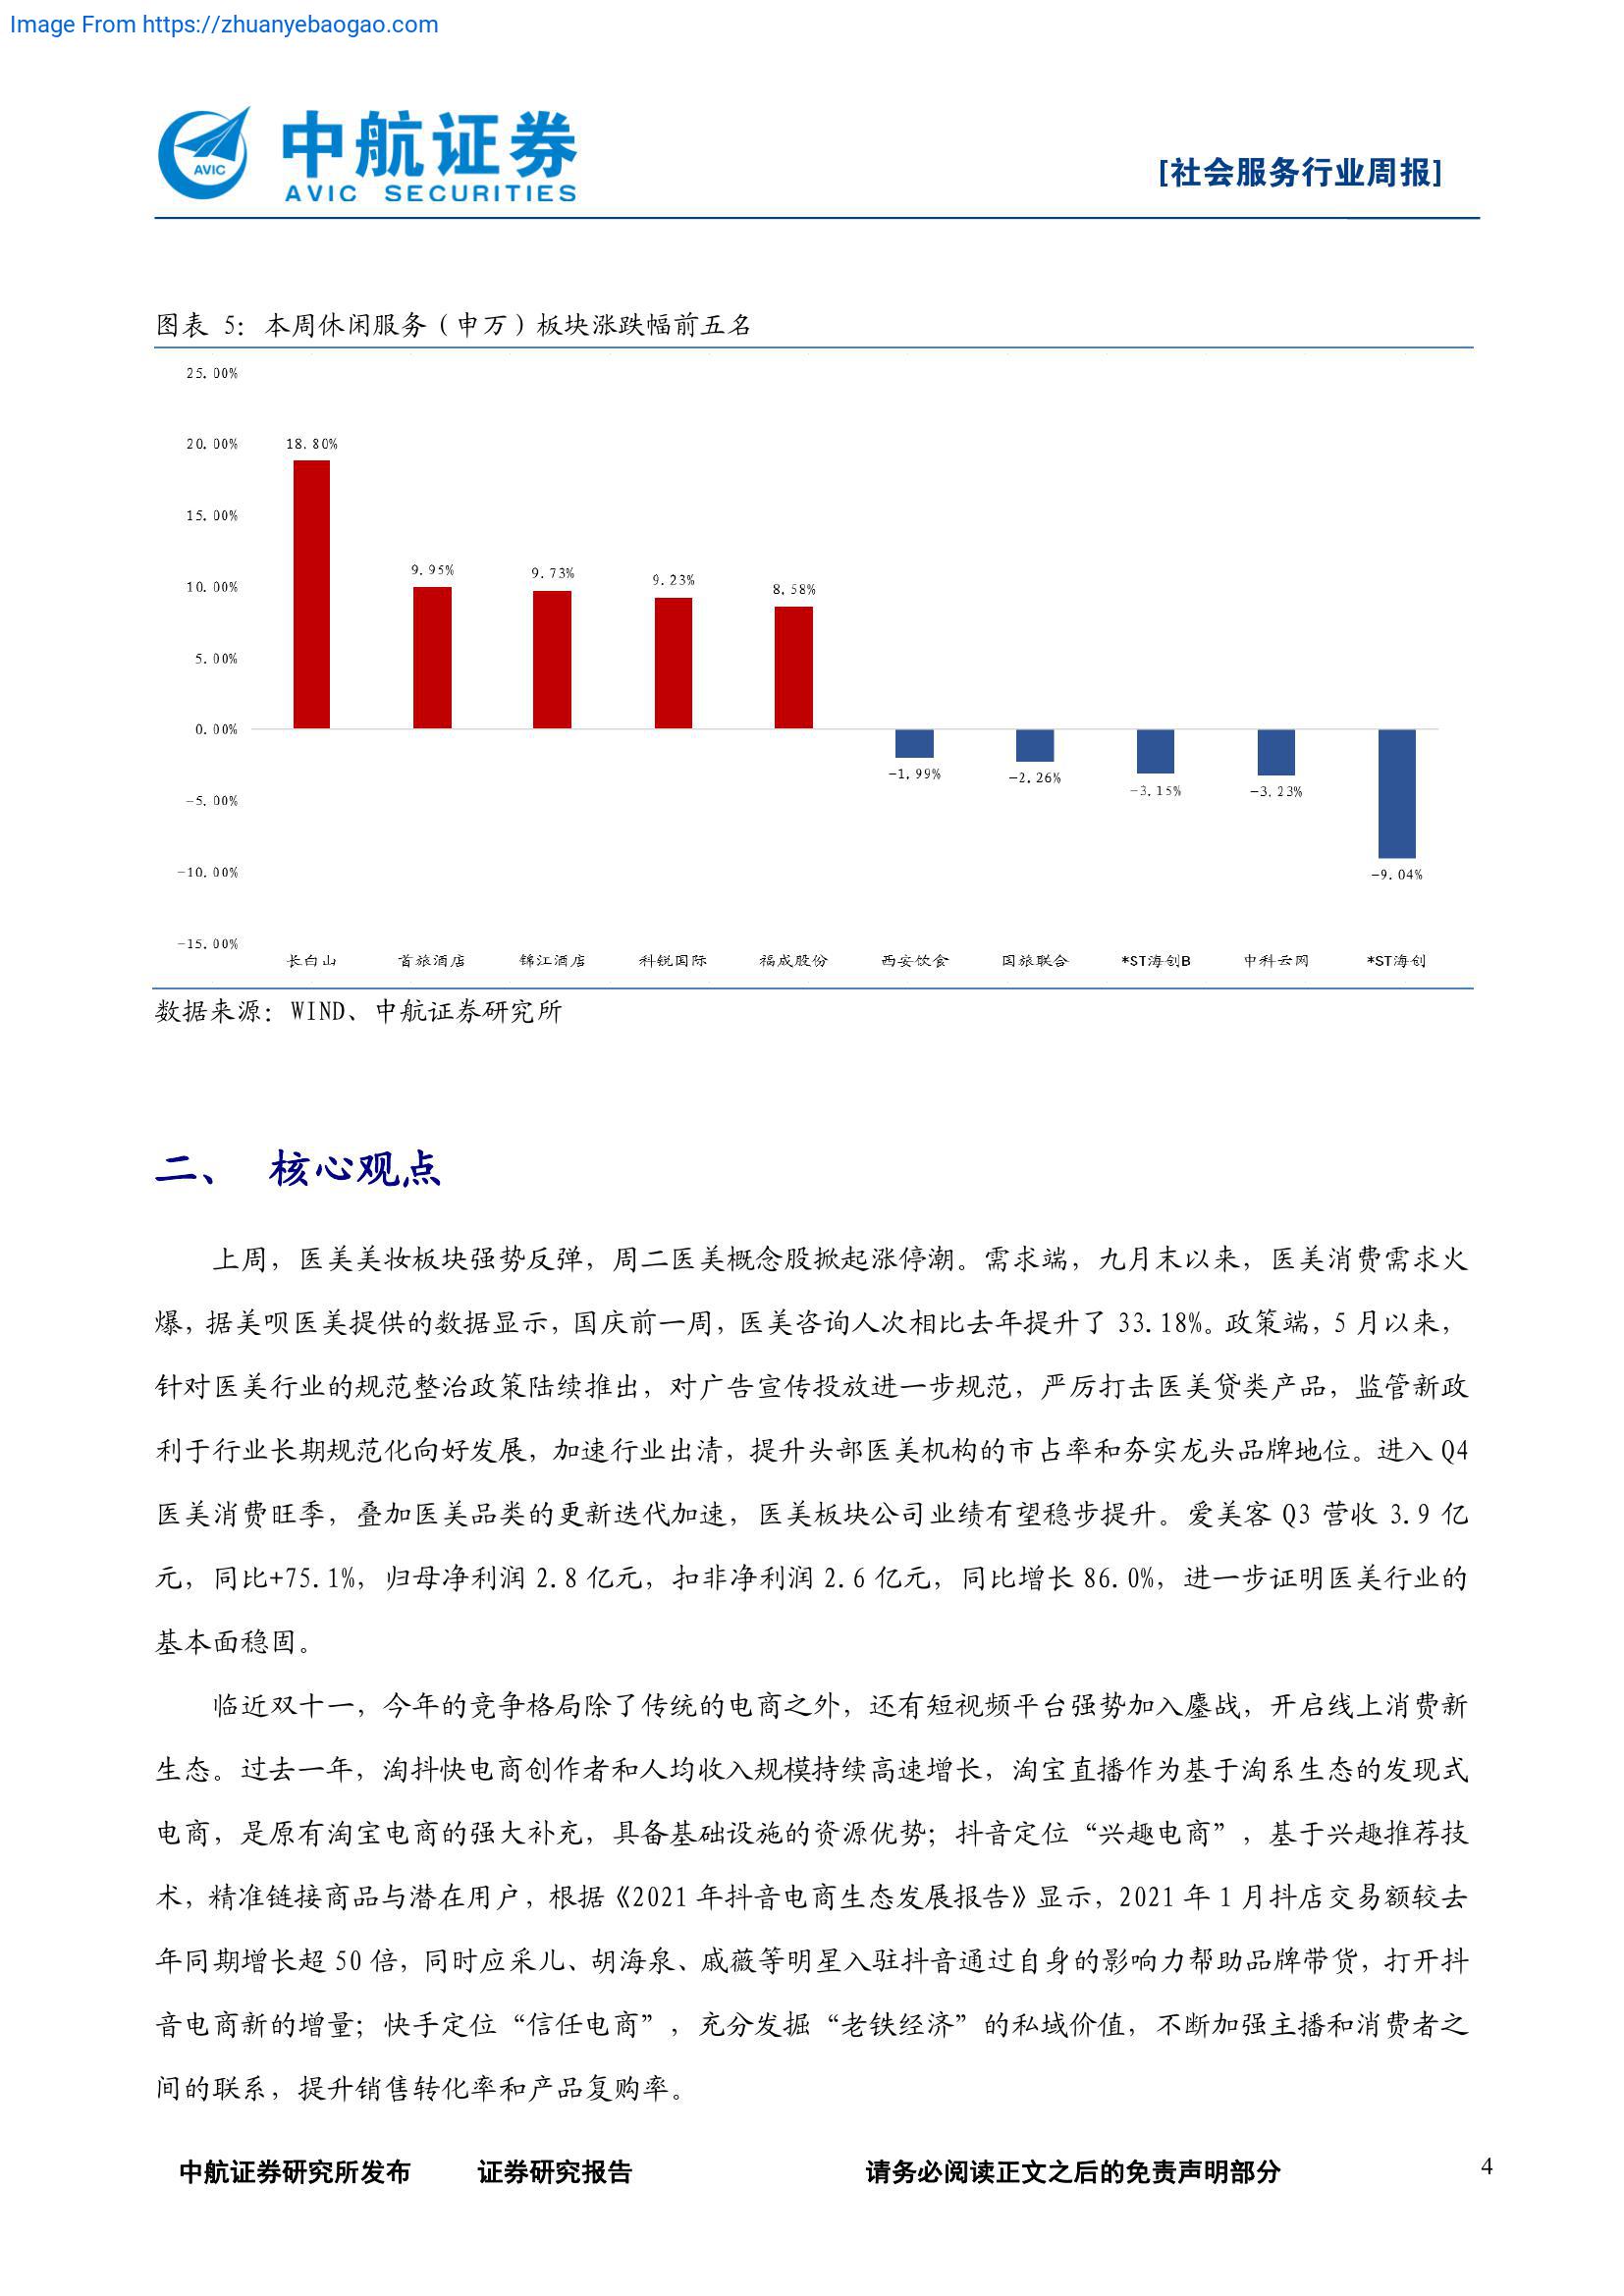 Image From https://zhuanyebaogao.com
AVIC
中航证券
AVIC SECURITIES
[社会服务行业周报]
图表 5：本周休闲服务（申万）板块涨跌幅前五名
25.00%
20.00%
15.00%
10.00%
5.00%
0.00%
-5.00%
-10.00%
-15.00%
18.80%
9.95%
9.73%
9.23%
8.58%
-1.99%
-2.26%
-3.15%
-3.23%
-9.04%
长白山 首旅酒店 锦江酒店 科锐国际 福成股份 西安饮食 国旅联合 *ST海创B 中科云网 *ST海创
数据来源：WIND、中航证券研究所
二、 核心观点
上周，医美美妆板块强势反弹，周二医美概念股掀起涨停潮。需求端，九月末以来，医美消费需求火
爆，据美呗医美提供的数据显示，国庆前一周，医美咨询人次相比去年提升了 33.18%。政策端，5 月以来，
针对医美行业的规范整治政策陆续推出，对广告宣传投放进一步规范，严厉打击医美贷类产品，监管新政
利于行业长期规范化向好发展，加速行业出清，提升头部医美机构的市占率和夯实龙头品牌地位。进入 Q4
医美消费旺季，叠加医美品类的更新迭代加速，医美板块公司业绩有望稳步提升。爱美客 Q3 营收 3.9 亿
元，同比+75.1%，归母净利润 2.8 亿元，扣非净利润 2.6 亿元，同比增长 86.0%，进一步证明医美行业的
基本面稳固。
临近双十一，今年的竞争格局除了传统的电商之外，还有短视频平台强势加入鏖战，开启线上消费新
生态。过去一年，淘抖快电商创作者和人均收入规模持续高速增长，淘宝直播作为基于淘系生态的发现式
电商，是原有淘宝电商的强大补充，具备基础设施的资源优势；抖音定位“兴趣电商”，基于兴趣推荐技
术，精准链接商品与潜在用户，根据《2021 年抖音电商生态发展报告》显示，2021 年 1 月抖店交易额较去
年同期增长超 50 倍，同时应采儿、胡海泉、戚薇等明星入驻抖音通过自身的影响力帮助品牌带货，打开抖
音电商新的增量；快手定位“信任电商”，充分发掘“老铁经济”的私域价值，不断加强主播和消费者之
间的联系，提升销售转化率和产品复购率。
中航证券研究所发布 证券研究报告 请务必阅读正文之后的免责声明部分 4